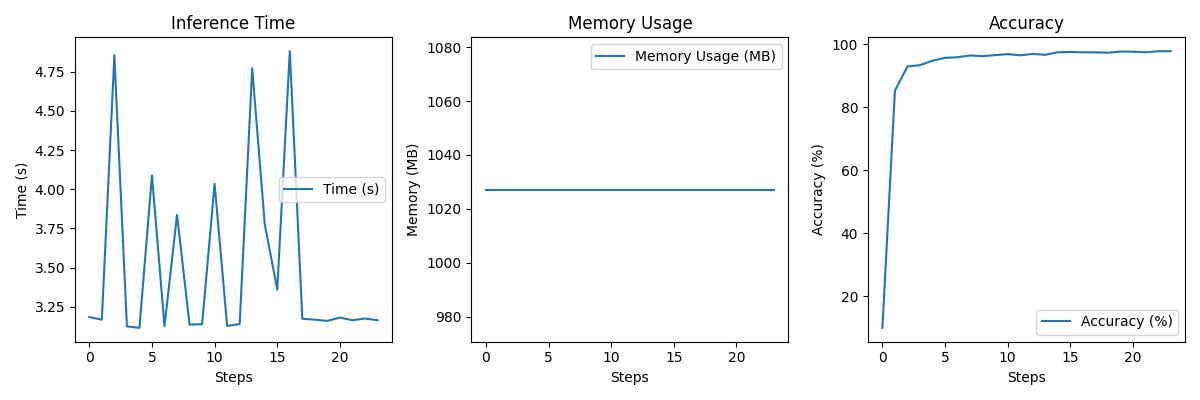 Inference Time
Time (s)
4.75
4.50
4.25
4.00
3.75
3.50
3.25
0 5 10 15 20
Steps
Time (s)
Memory Usage
Memory (MB)
1080
1060
1040
1020
1000
980
0 5 10 15 20
Steps
Memory Usage (MB)
Accuracy
Accuracy (%)
100
80
60
40
20
0 5 10 15 20
Steps
Accuracy (%)